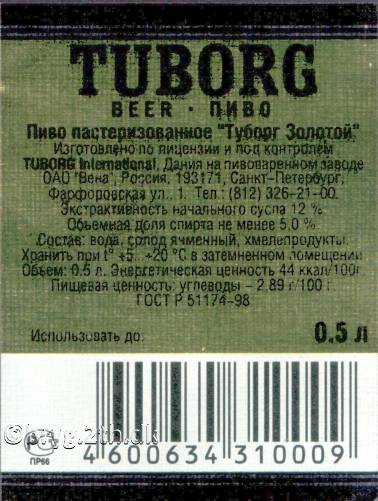 TUBORG
BEER · ПИВО
Пиво пастеризованное "Туборг Золотой"
Изготовлено по лицензии и под контролем
TUBORG International, Дания на пивоваренном заводе
ОАО "Вена", Россия, 193171, Санкт-Петербург,
Фарфоровская ул., 1. Тел.: (812) 326-21-00.
Экстрактивность начального сусла 12 %.
Объемная доля спирта не менее 5,0 %.
Состав: вода, солод ячменный, хмелепродукты.
Хранить при t° +5...+20°С в затемненном помещении
Объем: 0,5 л. Энергетическая ценность 44 ккал/100г
Пищевая ценность: углеводы - 2,89 г/100 г
ГОСТ Р 51174-98
Использовать до:
0,5 л
ПР66
4 600634 310009